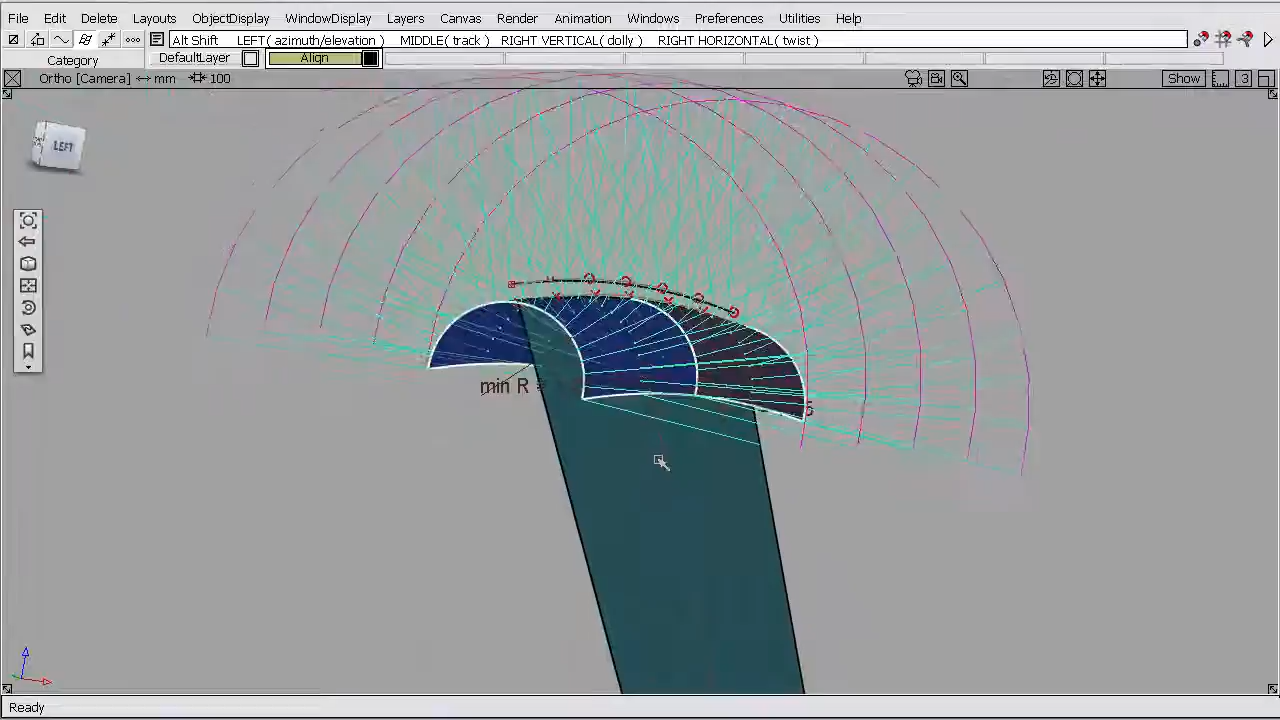 File Edit Delete Layouts ObjectDisplay WindowDisplay Layers Canvas Render Animation Windows Preferences Utilities Help
Alt Shift LEFT( azimuth/elevation ) MIDDLE( track ) RIGHT VERTICAL( dolly ) RIGHT HORIZONTAL( twist )
Category DefaultLayer Align
Ortho [Camera] mm 100 Show 3
LEFT
min R
Ready